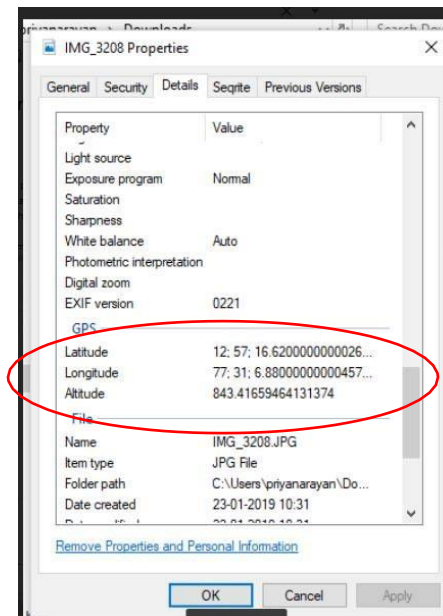 priyanarayan > Downloads
Search Dow
IMG_3208 Properties
General Security Details Seqrite Previous Versions
Property Value
Light source
Exposure program Normal
Saturation
Sharpness
White balance Auto
Photometric interpretation
Digital zoom
EXIF version 0221
GPS
Latitude 12; 57; 16.6200000000026...
Longitude 77; 31; 6.88000000000457...
Altitude 843.41659464131374
File
Name IMG_3208.JPG
Item type JPG File
Folder path C:\Users\priyanarayan\Do...
Date created 23-01-2019 10:31
Remove Properties and Personal Information
OK Cancel Apply